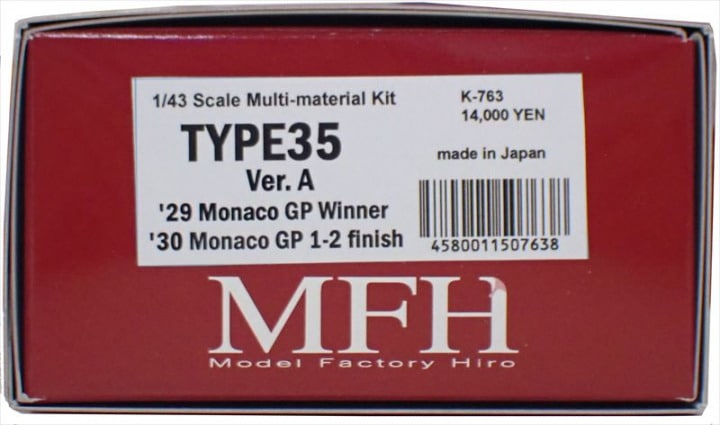 1/43 Scale Multi-material Kit
K-763
14,000 YEN
TYPE35
made in Japan
Ver. A
'29 Monaco GP Winner
'30 Monaco GP 1-2 finish
4580011507638
MFH
Model Factory Hiro